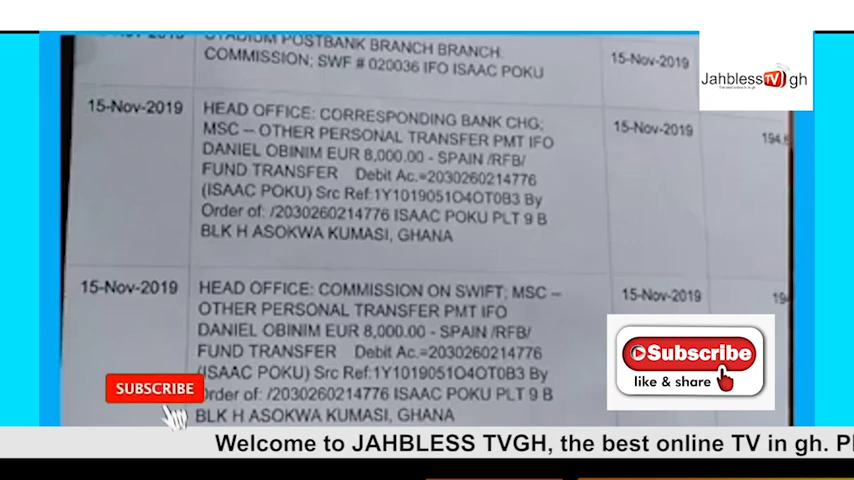 STADIUM POSTBANK BRANCH BRANCH:
COMMISSION; SWF # 020036 IFO ISAAC POKU
15-Nov-2019
Jahbless TV gh
15-Nov-2019
HEAD OFFICE: CORRESPONDING BANK CHG;
MSC -- OTHER PERSONAL TRANSFER PMT IFO
DANIEL OBINIM EUR 8,000.00 - SPAIN /RFB/
FUND TRANSFER Debit Ac.=2030260214776
(ISAAC POKU) Src Ref:1Y1019051O4OT0B3 By
Order of: /2030260214776 ISAAC POKU PLT 9 B
BLK H ASOKWA KUMASI, GHANA
15-Nov-2019
194.6
15-Nov-2019
HEAD OFFICE: COMMISSION ON SWIFT; MSC --
OTHER PERSONAL TRANSFER PMT IFO
DANIEL OBINIM EUR 8,000.00 - SPAIN /RFB/
FUND TRANSFER Debit Ac.=2030260214776
(ISAAC POKU) Src Ref:1Y1019051O4OT0B3 By
Order of: /2030260214776 ISAAC POKU PLT 9 B
BLK H ASOKWA KUMASI, GHANA
15-Nov-2019
19
Subscribe
like & share
SUBSCRIBE
Welcome to JAHBLESS TVGH, the best online TV in gh. Pl